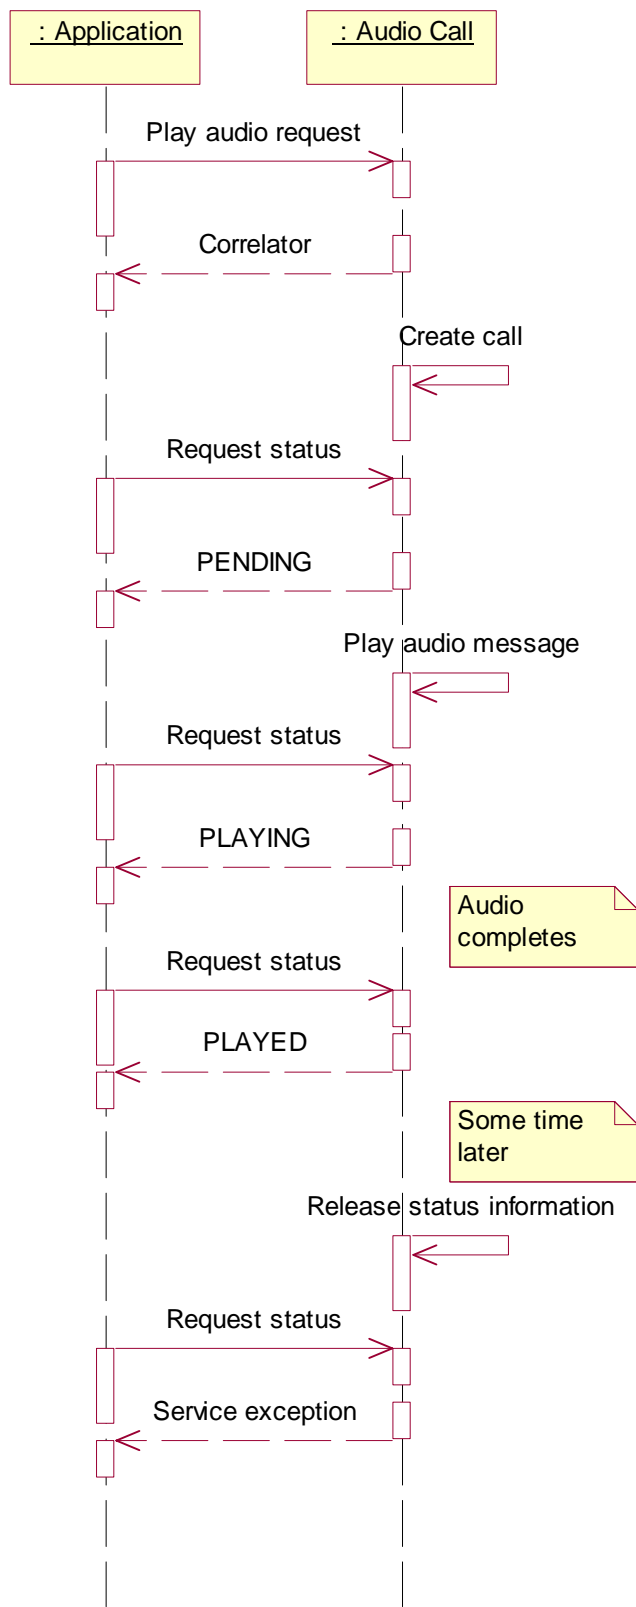 : Application
: Audio Call
Play audio request
Correlator
Create call
Request status
PENDING
Play audio message
Request status
PLAYING
Audio
completes
Request status
PLAYED
Some time
later
Release status information
Request status
Service exception